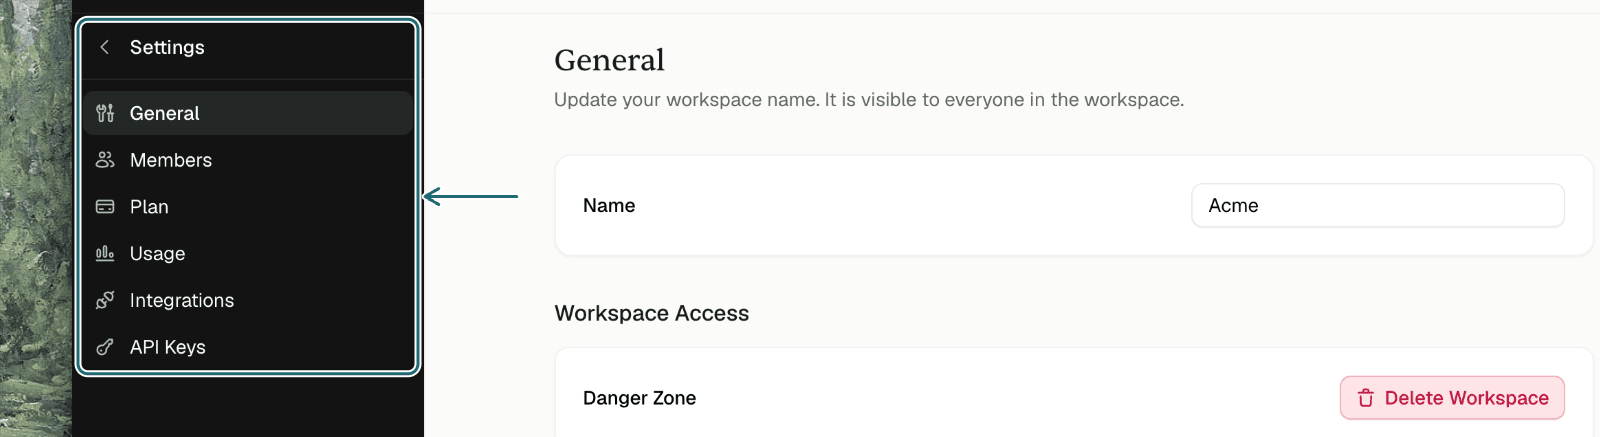 Settings
General
Members
Plan
Usage
Integrations
API Keys
General
Update your workspace name. It is visible to everyone in the workspace.
Name
Acme
Workspace Access
Danger Zone
Delete Workspace